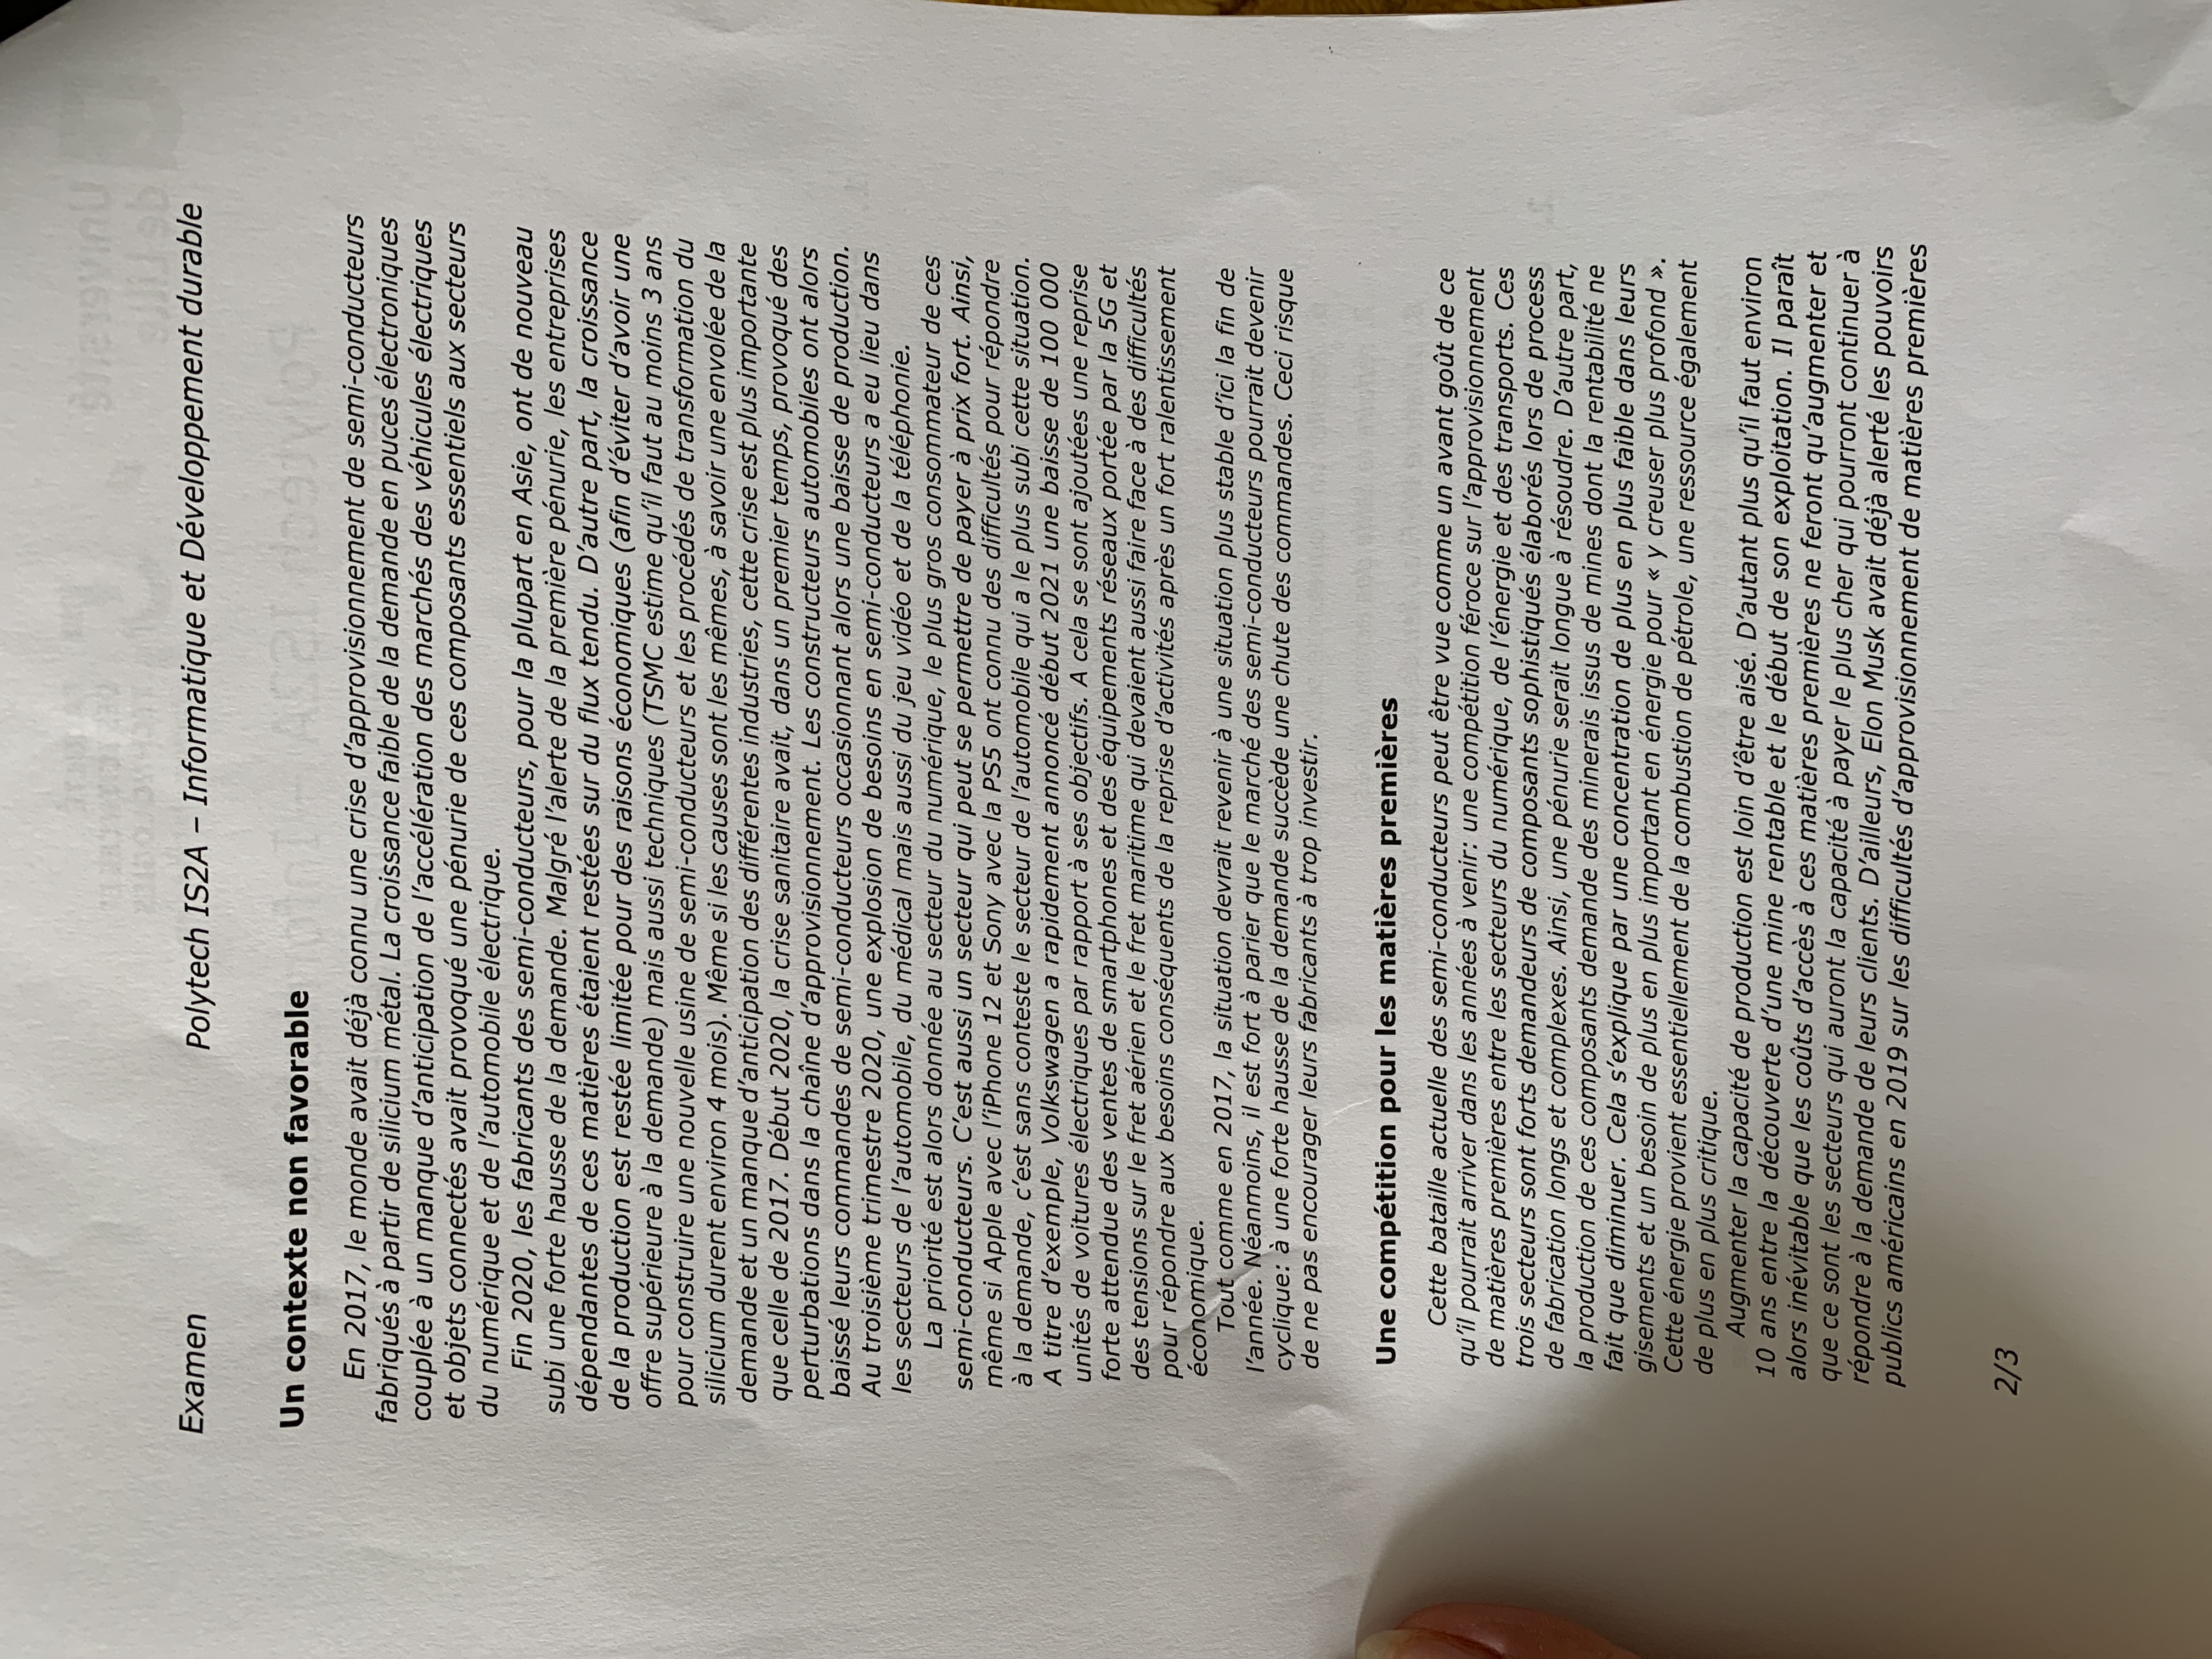 Examen Polytech IS2A – Informatique et Développement durable
Un contexte non favorable
En 2017, le monde avait déjà connu une crise d'approvisionnement de semi-conducteurs
fabriqués à partir de silicium métal. La croissance faible de la demande en puces électroniques
couplée à un manque d'anticipation de l'accélération des marchés des véhicules électriques
et objets connectés avait provoqué une pénurie de ces composants essentiels aux secteurs
du numérique et de l'automobile électrique.
Fin 2020, les fabricants des semi-conducteurs, pour la plupart en Asie, ont de nouveau
subi une forte hausse de la demande. Malgré l'alerte de la première pénurie, les entreprises
dépendantes de ces matières étaient restées sur du flux tendu. D'autre part, la croissance
de la production est restée limitée pour des raisons économiques (afin d'éviter d'avoir une
offre supérieure à la demande) mais aussi techniques (TSMC estime qu'il faut au moins 3 ans
pour construire une nouvelle usine de semi-conducteurs et les procédés de transformation du
silicium durent environ 4 mois). Même si les causes sont les mêmes, à savoir une envolée de la
demande et un manque d'anticipation des différentes industries, cette crise est plus importante
que celle de 2017. Début 2020, la crise sanitaire avait, dans un premier temps, provoqué des
perturbations dans la chaîne d'approvisionnement. Les constructeurs automobiles ont alors
baissé leurs commandes de semi-conducteurs occasionnant alors une baisse de production.
Au troisième trimestre 2020, une explosion de besoins en semi-conducteurs a eu lieu dans
les secteurs de l'automobile, du médical mais aussi du jeu vidéo et de la téléphonie.
La priorité est alors donnée au secteur du numérique, le plus gros consommateur de ces
semi-conducteurs. C'est aussi un secteur qui peut se permettre de payer à prix fort. Ainsi,
même si Apple avec l'iPhone 12 et Sony avec la PS5 ont connu des difficultés pour répondre
à la demande, c'est sans conteste le secteur de l'automobile qui a le plus subi cette situation.
A titre d'exemple, Volkswagen a rapidement annoncé début 2021 une baisse de 100 000
unités de voitures électriques par rapport à ses objectifs. A cela se sont ajoutées une reprise
forte attendue des ventes de smartphones et des équipements réseaux portée par la 5G et
des tensions sur le fret aérien et le fret maritime qui devaient aussi faire face à des difficultés
pour répondre aux besoins conséquents de la reprise d'activités après un fort ralentissement
économique.
Tout comme en 2017, la situation devrait revenir à une situation plus stable d'ici la fin de
l'année. Néanmoins, il est fort à parier que le marché des semi-conducteurs pourrait devenir
cyclique: à une forte hausse de la demande succède une chute des commandes. Ceci risque
de ne pas encourager leurs fabricants à trop investir.
Une compétition pour les matières premières
Cette bataille actuelle des semi-conducteurs peut être vue comme un avant goût de ce
qu'il pourrait arriver dans les années à venir: une compétition féroce sur l'approvisionnement
de matières premières entre les secteurs du numérique, de l'énergie et des transports. Ces
trois secteurs sont forts demandeurs de composants sophistiqués élaborés lors de process
de fabrication longs et complexes. Ainsi, une pénurie serait longue à résoudre. D'autre part,
la production de ces composants demande des minerais issus de mines dont la rentabilité ne
fait que diminuer. Cela s'explique par une concentration de plus en plus faible dans leurs
gisements et un besoin de plus en plus important en énergie pour « y creuser plus profond ».
Cette énergie provient essentiellement de la combustion de pétrole, une ressource également
de plus en plus critique.
Augmenter la capacité de production est loin d'être aisé. D'autant plus qu'il faut environ
10 ans entre la découverte d'une mine rentable et le début de son exploitation. Il paraît
alors inévitable que les coûts d'accès à ces matières premières ne feront qu'augmenter et
que ce sont les secteurs qui auront la capacité à payer le plus cher qui pourront continuer à
répondre à la demande de leurs clients. D'ailleurs, Elon Musk avait déjà alerté les pouvoirs
publics américains en 2019 sur les difficultés d'approvisionnement de matières premières
2/3